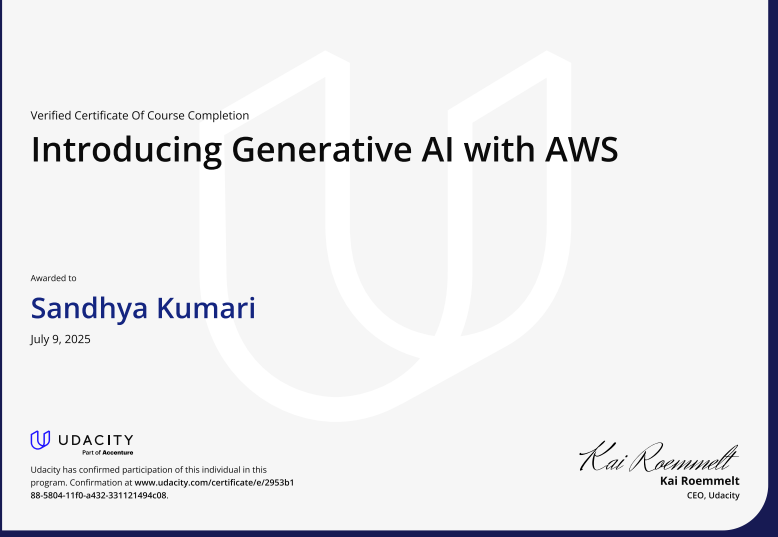 Verified Certificate Of Course Completion
Introducing Generative AI with AWS
Awarded to
Sandhya Kumari
July 9, 2025
UDACITY
Part of Accenture
Udacity has confirmed participation of this individual in this
program. Confirmation at www.udacity.com/certificate/e/2953b1
88-5804-11f0-a432-331121494c08.
Kai Roemmelt
Kai Roemmelt
CEO, Udacity